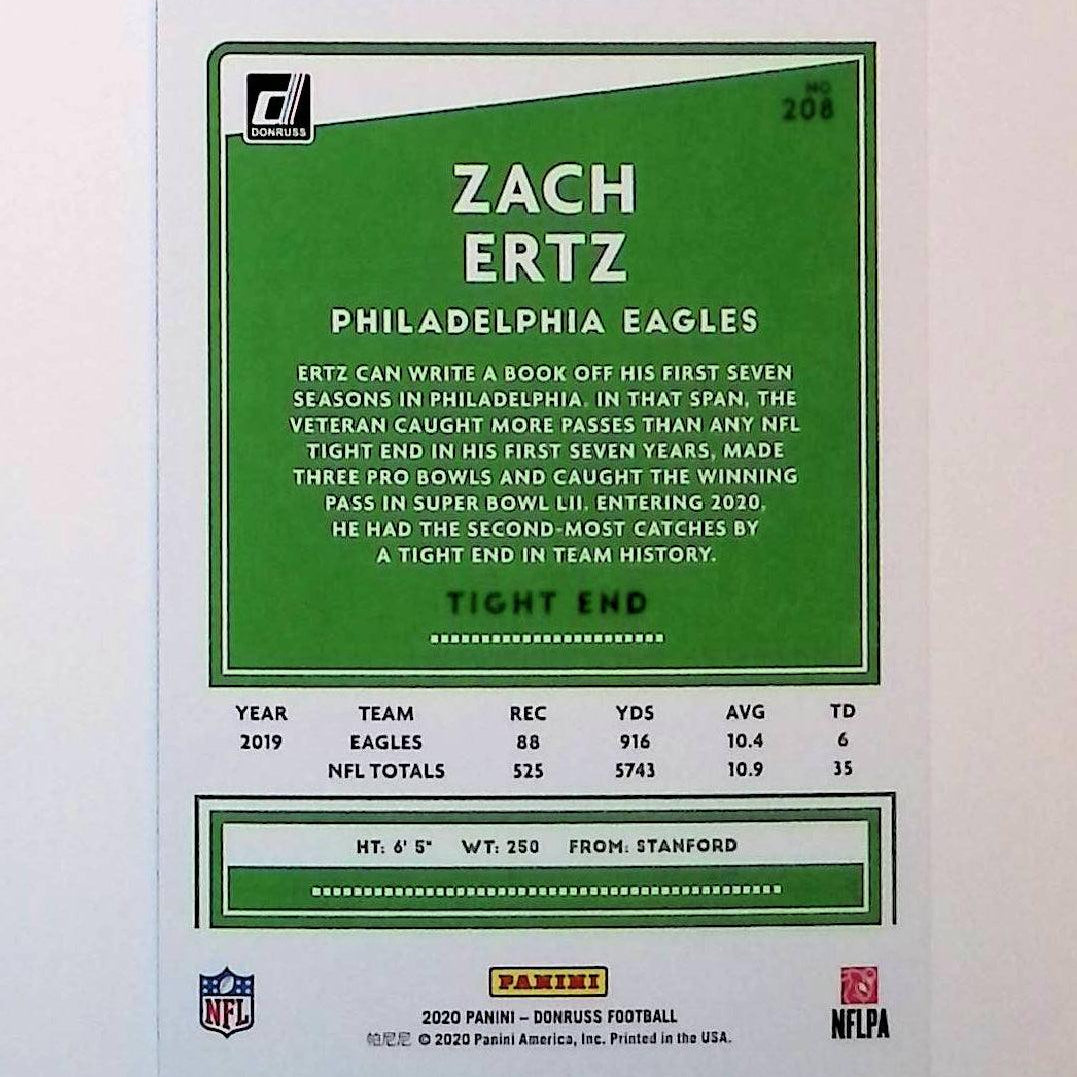 DONRUSS
NO
208
ZACH
ERTZ
PHILADELPHIA EAGLES
ERTZ CAN WRITE A BOOK OFF HIS FIRST SEVEN
SEASONS IN PHILADELPHIA. IN THAT SPAN, THE
VETERAN CAUGHT MORE PASSES THAN ANY NFL
TIGHT END IN HIS FIRST SEVEN YEARS, MADE
THREE PRO BOWLS AND CAUGHT THE WINNING
PASS IN SUPER BOWL LII. ENTERING 2020,
HE HAD THE SECOND-MOST CATCHES BY
A TIGHT END IN TEAM HISTORY.
TIGHT END
YEAR TEAM REC YDS AVG TD
2019 EAGLES 88 916 10.4 6
NFL TOTALS 525 5743 10.9 35
HT: 6' 5" WT: 250 FROM: STANFORD
NFL
PANINI
NFLPA
2020 PANINI – DONRUSS FOOTBALL
帕尼尼 © 2020 Panini America, Inc. Printed in the USA.